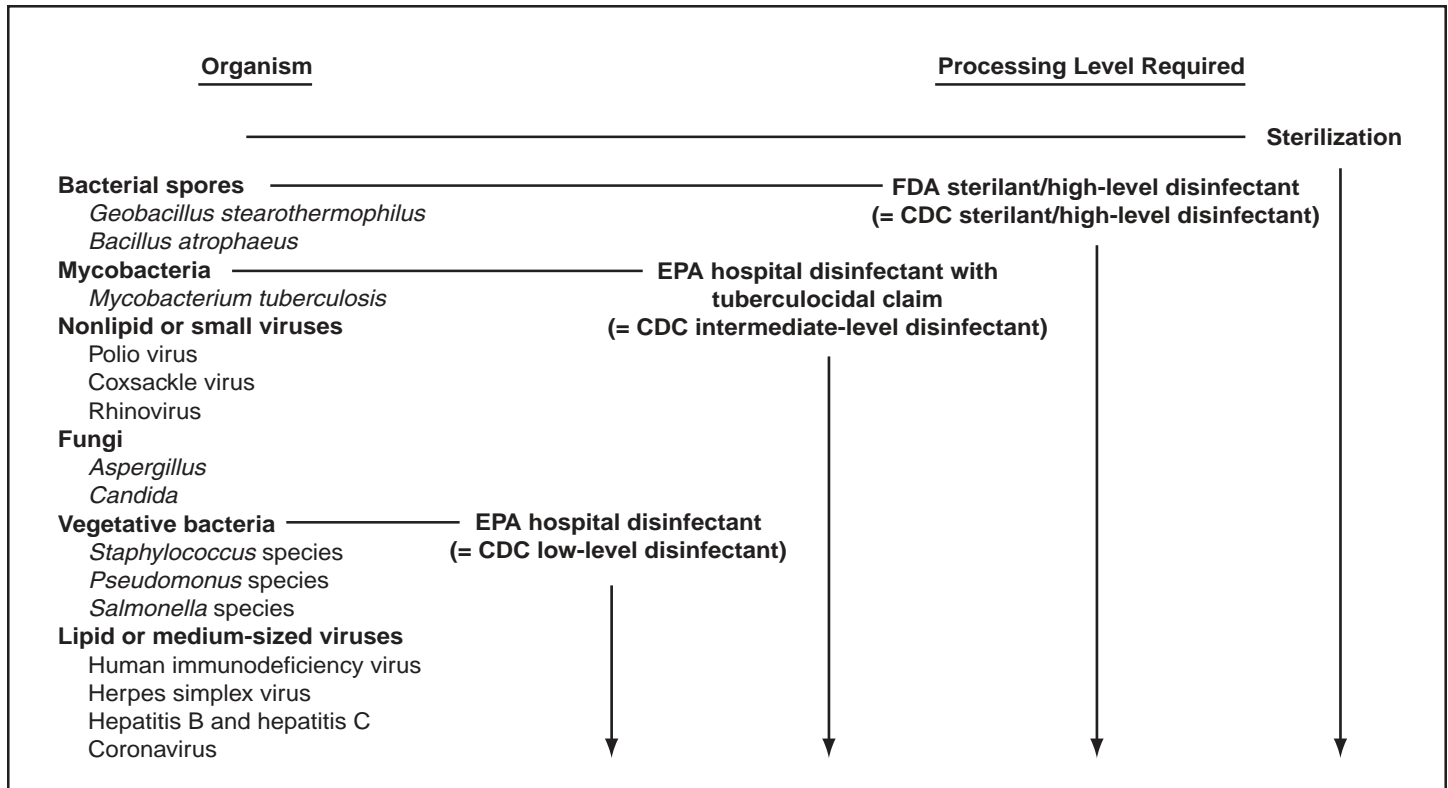 Organism
Processing Level Required
Sterilization
Bacterial spores
FDA sterilant/high-level disinfectant
(= CDC sterilant/high-level disinfectant)
Geobacillus stearothermophilus
Bacillus atrophaeus
Mycobacteria
EPA hospital disinfectant with
tuberculocidal claim
(= CDC intermediate-level disinfectant)
Mycobacterium tuberculosis
Nonlipid or small viruses
Polio virus
Coxsackle virus
Rhinovirus
Fungi
Aspergillus
Candida
Vegetative bacteria
EPA hospital disinfectant
(= CDC low-level disinfectant)
Staphylococcus species
Pseudomonus species
Salmonella species
Lipid or medium-sized viruses
Human immunodeficiency virus
Herpes simplex virus
Hepatitis B and hepatitis C
Coronavirus